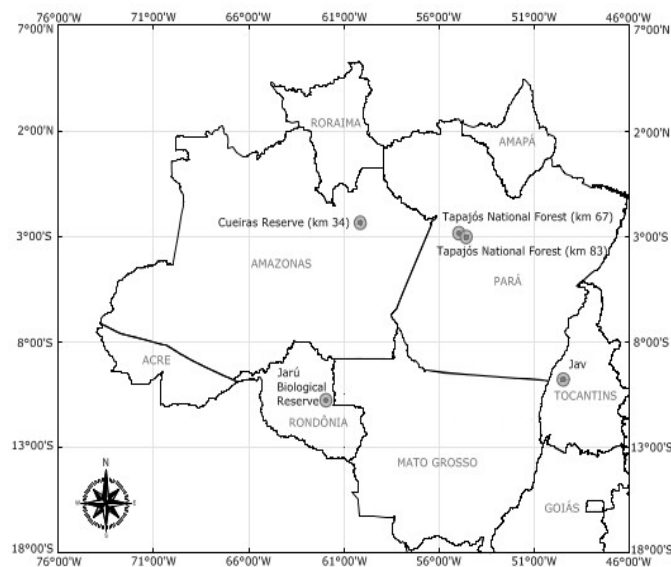 76°00'W 71°00'W 66°00'W 61°00'W 55°00'W 51°00'W 46°00'W
7°00'N 7°00'N
RORAIMA
2°00'N 2°00'N
AMAPÁ
Cueiras Reserve (km 34) Tapajós National Forest (km 67)
3°00'S 3°00'S
Tapajós National Forest (km 83)
AMAZONAS
PARÁ
8°00'S 8°00'S
ACRE
Jarú
Biological
Reserve
Jav
TOCANTINS
RONDÔNIA
13°00'S 13°00'S
MATO GROSSO
N
GOIÁS
18°00'S 18°00'S
76°00'W 71°00'W 66°00'W 61°00'W 55°00'W 51°00'W 46°00'W